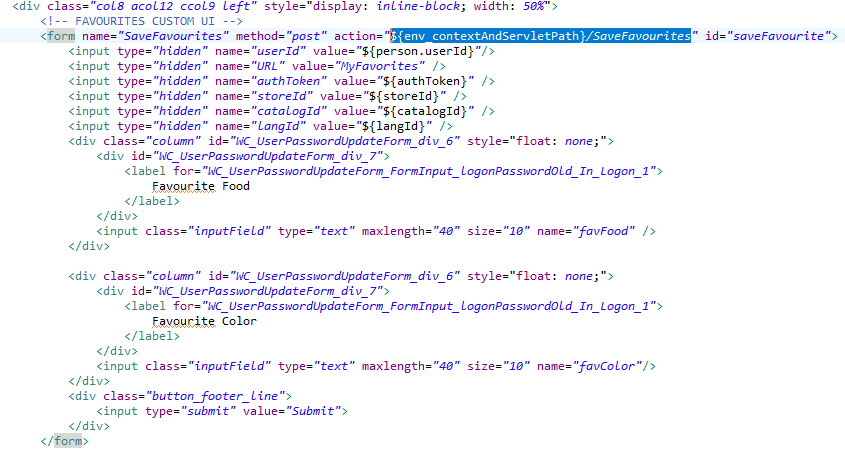 <div class="col8 acol12 ccol9 left" style="display: inline-block; width: 50%">
<!-- FAVOURITES CUSTOM UI -->
<form name="SaveFavourites" method="post" action="${env_contextAndServletPath}/SaveFavourites" id="saveFavourite">
<input type="hidden" name="userId" value="${person.userId}"/>
<input type="hidden" name="URL" value="MyFavorites" />
<input type="hidden" name="authToken" value="${authToken}" />
<input type="hidden" name="storeId" value="${storeId}" />
<input type="hidden" name="catalogId" value="${catalogId}" />
<input type="hidden" name="langId" value="${langId}" />
<div class="column" id="WC_UserPasswordUpdateForm_div_6" style="float: none;">
<div id="WC_UserPasswordUpdateForm_div_7">
<label for="WC_UserPasswordUpdateForm_FormInput_logonPasswordOld_In_Logon_1">
Favourite Food
</label>
</div>
<input class="inputField" type="text" maxlength="40" size="10" name="favFood" />
</div>
<div class="column" id="WC_UserPasswordUpdateForm_div_6" style="float: none;">
<div id="WC_UserPasswordUpdateForm_div_7">
<label for="WC_UserPasswordUpdateForm_FormInput_logonPasswordOld_In_Logon_1">
Favourite Color
</label>
</div>
<input class="inputField" type="text" maxlength="40" size="10" name="favColor"/>
</div>
<div class="button_footer_line">
<input type="submit" value="Submit">
</div>
</form>